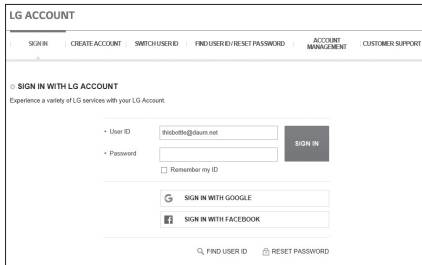 LG ACCOUNT
SIGN IN | CREATE ACCOUNT | SWITCH USER ID | FIND USER ID / RESET PASSWORD | ACCOUNT MANAGEMENT | CUSTOMER SUPPORT
SIGN IN WITH LG ACCOUNT
Experience a variety of LG services with your LG Account.
• User ID thisbottle@daum.net
SIGN IN
• Password
Remember my ID
G SIGN IN WITH GOOGLE
f SIGN IN WITH FACEBOOK
FIND USER ID RESET PASSWORD